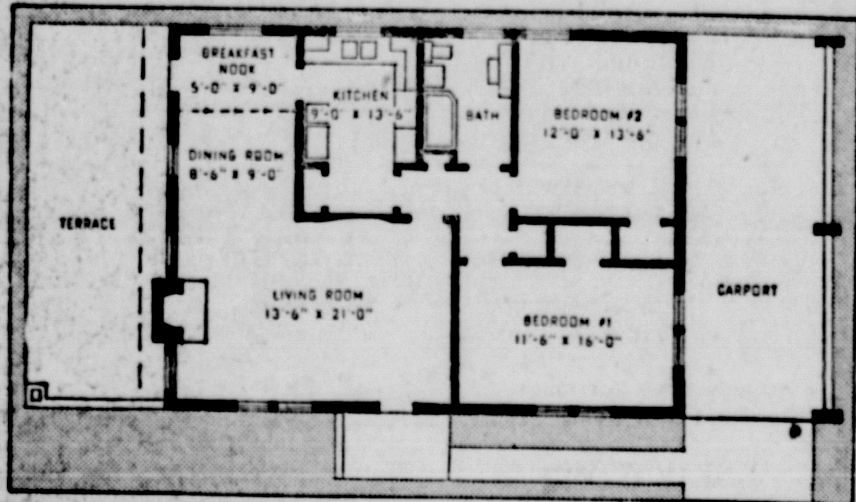 BREAKFAST
NOOK
5'-0" X 9'-0"
KITCHEN
9'-0" X 13'-6"
BATH
BEDROOM #2
12'-0" X 13'-6"
DINING ROOM
8'-6" X 9'-0"
TERRACE
LIVING ROOM
13'-6" X 21'-0"
BEDROOM #1
11'-6" X 16'-0"
CARPORT